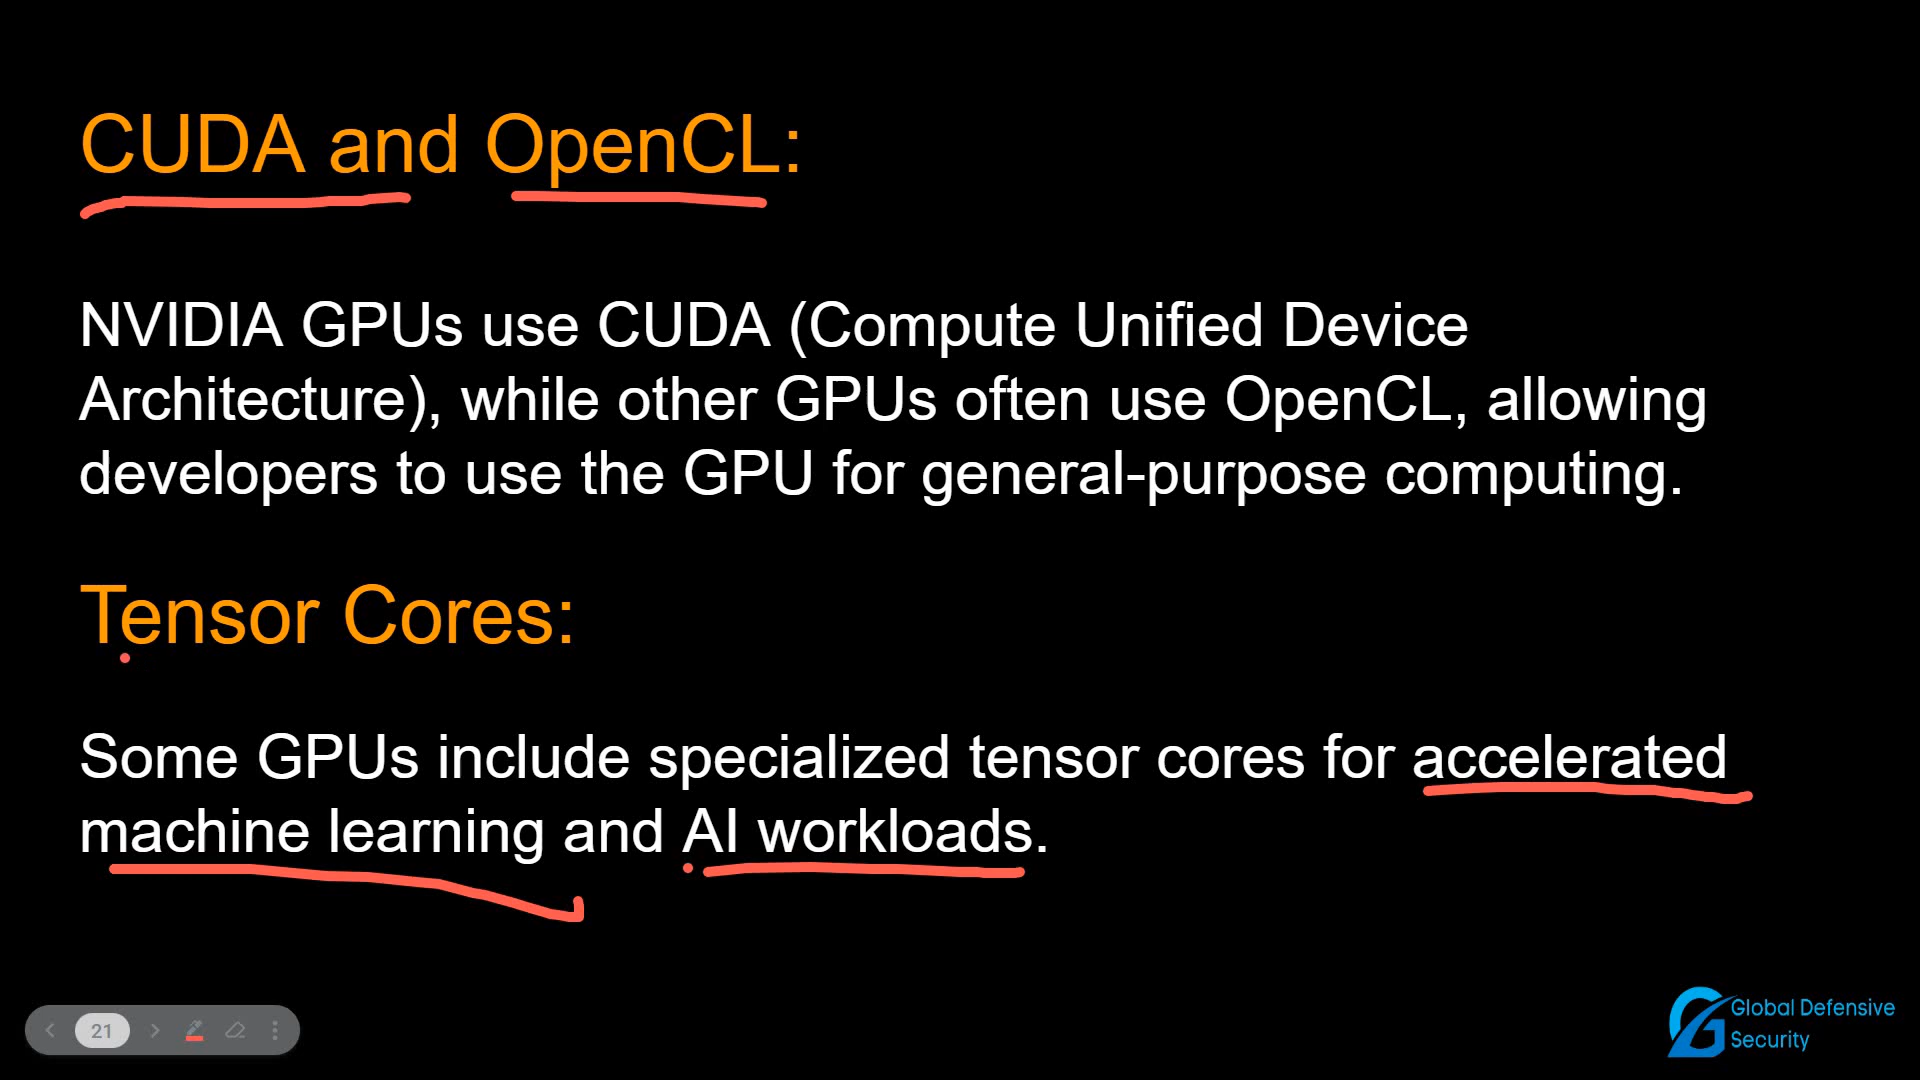 CUDA and OpenCL:
NVIDIA GPUs use CUDA (Compute Unified Device
Architecture), while other GPUs often use OpenCL, allowing
developers to use the GPU for general-purpose computing.
Tensor Cores:
Some GPUs include specialized tensor cores for accelerated
machine learning and AI workloads.
21
Global Defensive
Security